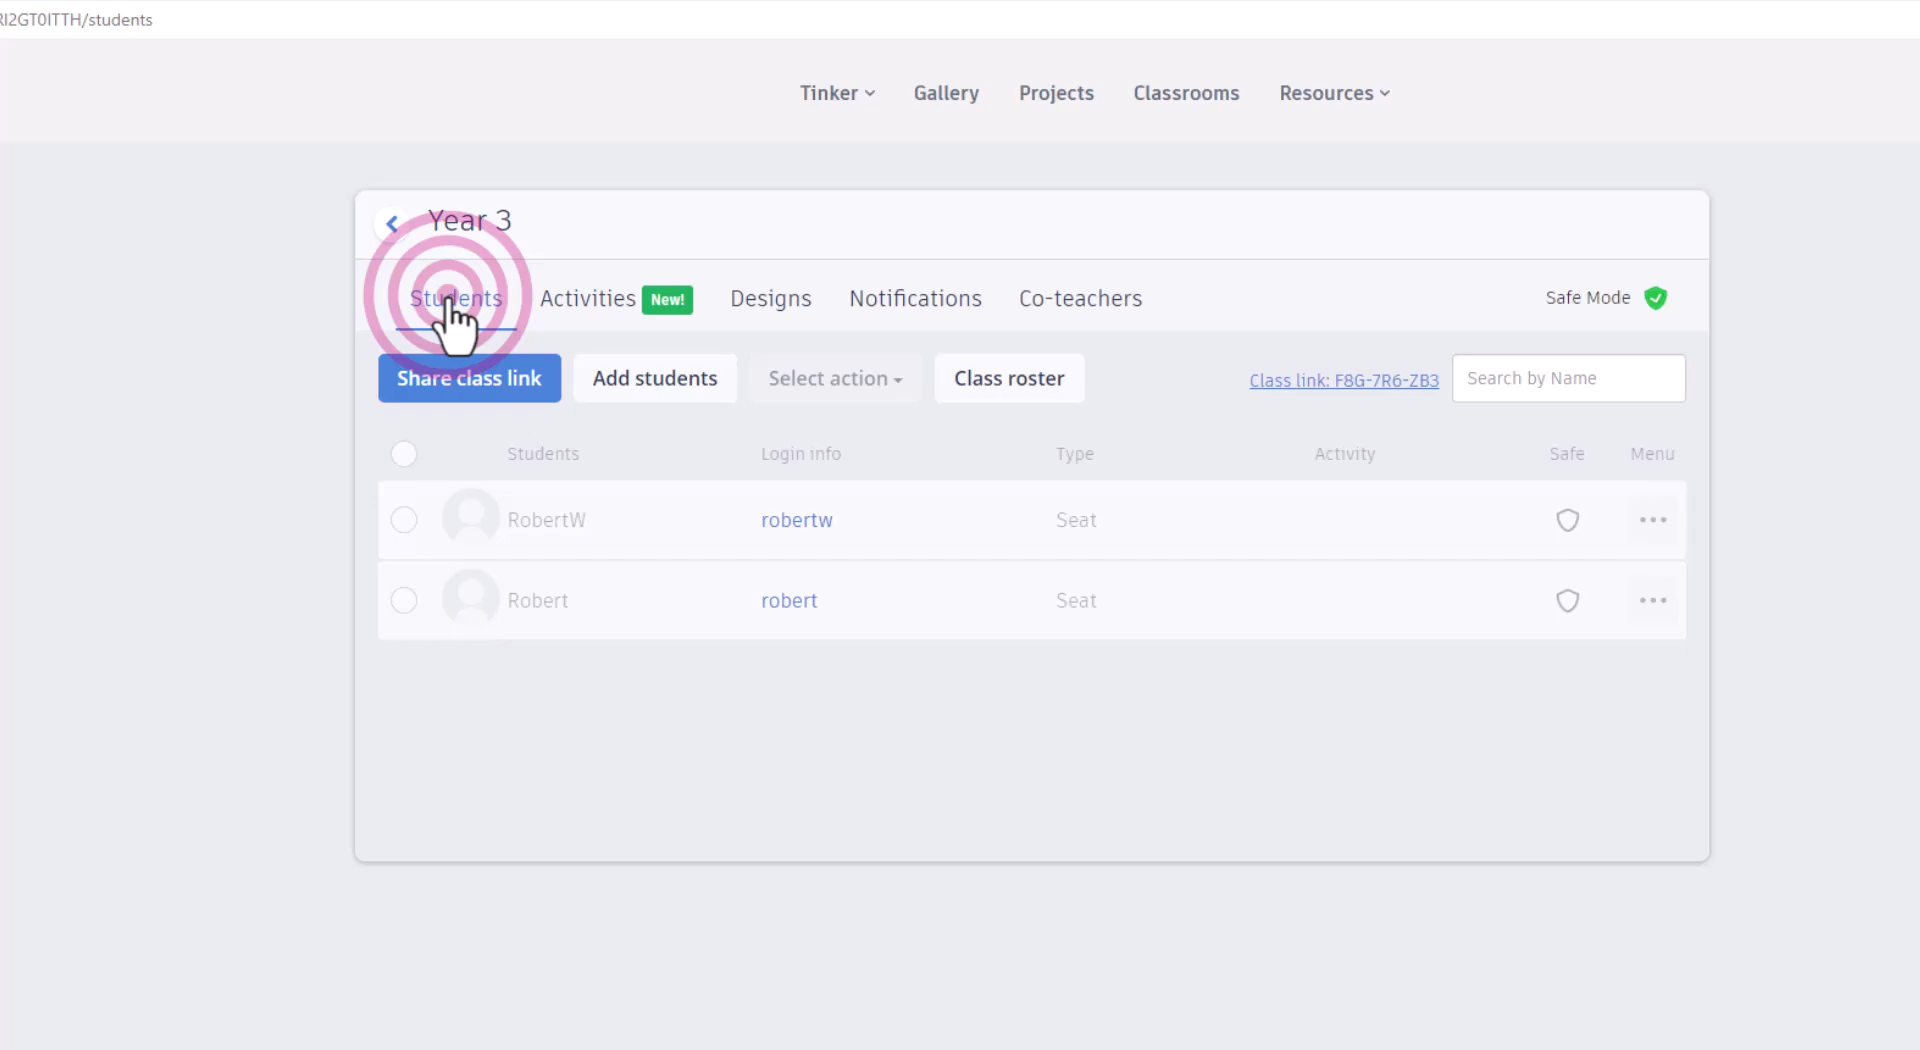 RI2GT0ITTH/students
Tinker Gallery Projects Classrooms Resources
Year 3
Students Activities New! Designs Notifications Co-teachers Safe Mode
Share class link Add students Select action Class roster Class link: F8G-7R6-ZB3 Search by Name
Students Login info Type Activity Safe Menu
RobertW robertw Seat
Robert robert Seat